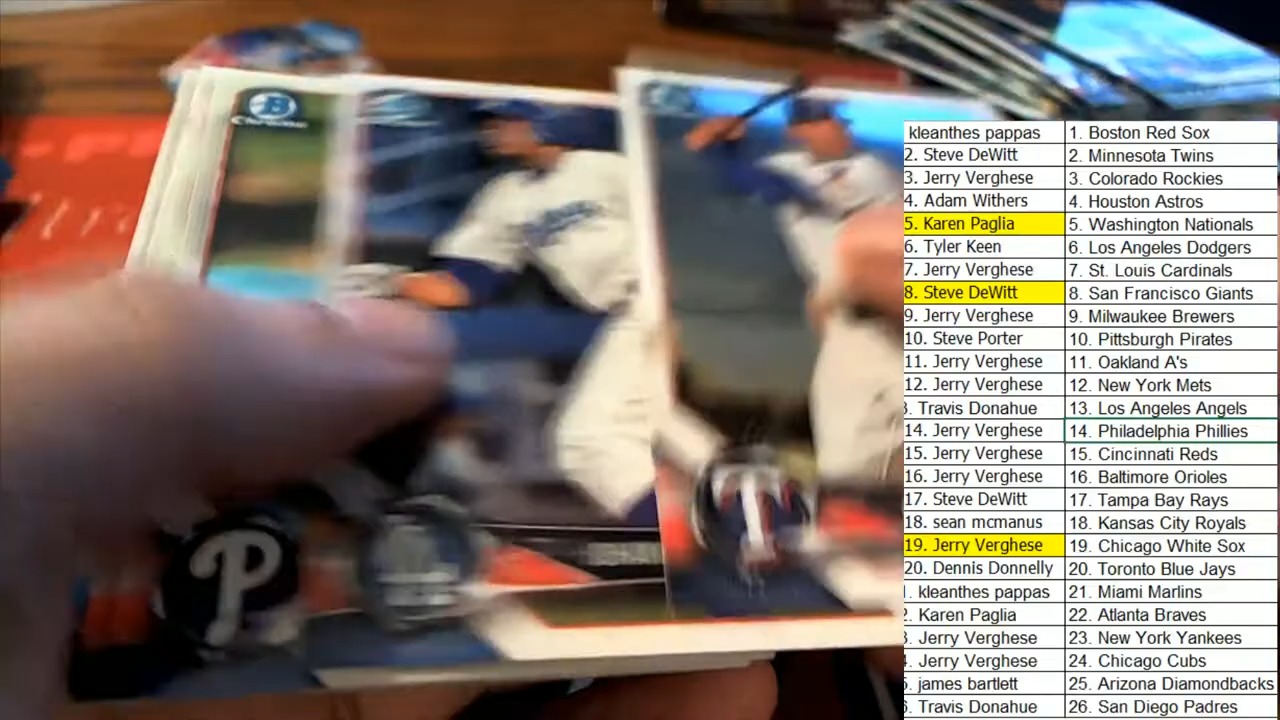 B
Chrome
P
T
kleanthes pappas 1. Boston Red Sox
2. Steve DeWitt 2. Minnesota Twins
3. Jerry Verghese 3. Colorado Rockies
4. Adam Withers 4. Houston Astros
5. Karen Paglia 5. Washington Nationals
6. Tyler Keen 6. Los Angeles Dodgers
7. Jerry Verghese 7. St. Louis Cardinals
8. Steve DeWitt 8. San Francisco Giants
9. Jerry Verghese 9. Milwaukee Brewers
10. Steve Porter 10. Pittsburgh Pirates
11. Jerry Verghese 11. Oakland A's
12. Jerry Verghese 12. New York Mets
3. Travis Donahue 13. Los Angeles Angels
14. Jerry Verghese 14. Philadelphia Phillies
15. Jerry Verghese 15. Cincinnati Reds
16. Jerry Verghese 16. Baltimore Orioles
17. Steve DeWitt 17. Tampa Bay Rays
18. sean mcmanus 18. Kansas City Royals
19. Jerry Verghese 19. Chicago White Sox
20. Dennis Donnelly 20. Toronto Blue Jays
1. kleanthes pappas 21. Miami Marlins
2. Karen Paglia 22. Atlanta Braves
3. Jerry Verghese 23. New York Yankees
4. Jerry Verghese 24. Chicago Cubs
5. james bartlett 25. Arizona Diamondbacks
6. Travis Donahue 26. San Diego Padres